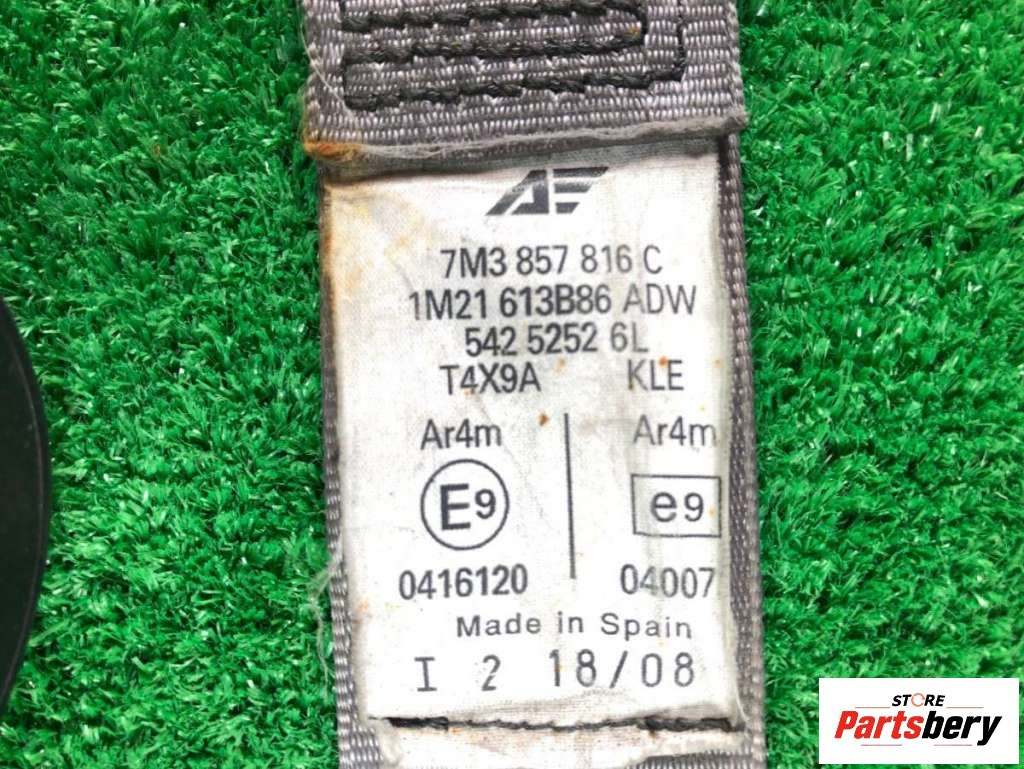 AE
7M3 857 816 C
1M21 613B86 ADW
542 5252 6L
T4X9A KLE
Ar4m Ar4m
E9 e9
0416120 04007
Made in Spain
I 2 18/08
STORE
Partsbery